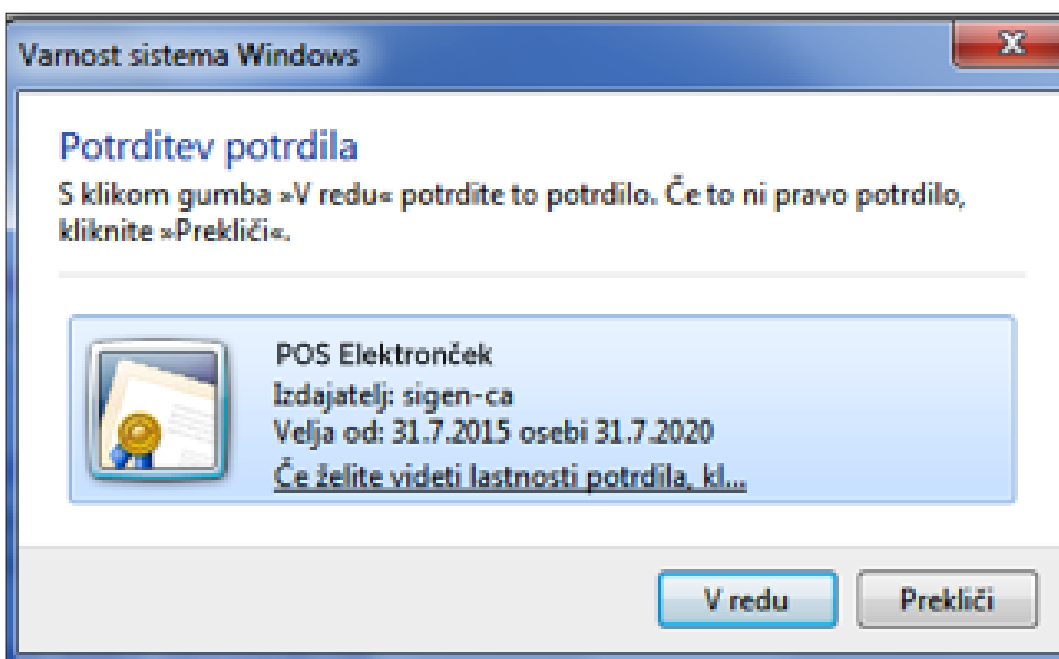 Varnost sistema Windows
Potrditev potrdila
S klikom gumba »V redu« potrdite to potrdilo. Če to ni pravo potrdilo,
kliknite »Prekliči«.
POS Elektronček
Izdajatelj: sigen-ca
Velja od: 31.7.2015 osebi 31.7.2020
Če želite videti lastnosti potrdila, kl...
V redu Prekliči